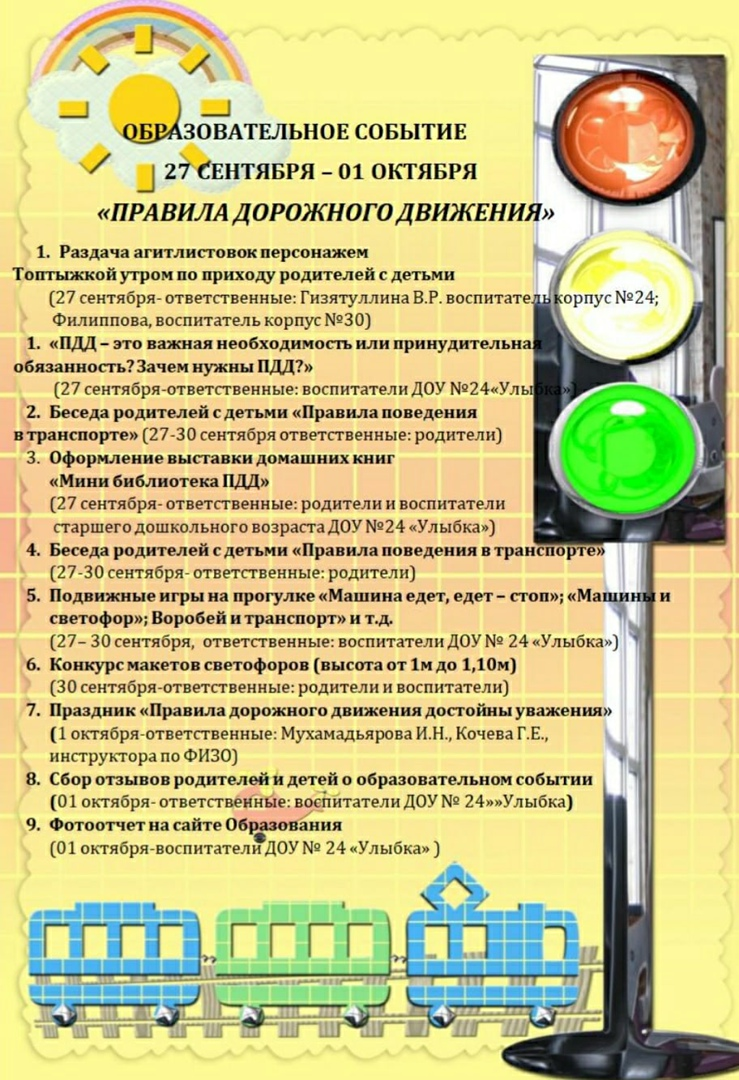 ОБРАЗОВАТЕЛЬНОЕ СОБЫТИЕ
27 СЕНТЯБРЯ – 01 ОКТЯБРЯ
«ПРАВИЛА ДОРОЖНОГО ДВИЖЕНИЯ»
1. Раздача агитлистовок персонажем
Топтыжкой утром по приходу родителей с детьми
(27 сентября- ответственные: Гизятуллина В.Р. воспитатель корпус №24;
Филиппова, воспитатель корпус №30)
1. «ПДД – это важная необходимость или принудительная
обязанность? Зачем нужны ПДД?»
(27 сентября-ответственные: воспитатели ДОУ №24«Улыбка»)
2. Беседа родителей с детьми «Правила поведения
в транспорте» (27-30 сентября ответственные: родители)
3. Оформление выставки домашних книг
«Мини библиотека ПДД»
(27 сентября- ответственные: родители и воспитатели
старшего дошкольного возраста ДОУ №24 «Улыбка»)
4. Беседа родителей с детьми «Правила поведения в транспорте»
(27-30 сентября- ответственные: родители)
5. Подвижные игры на прогулке «Машина едет, едет – стоп»; «Машины и
светофор»; Воробей и транспорт» и т.д.
(27– 30 сентября, ответственные: воспитатели ДОУ № 24 «Улыбка»)
6. Конкурс макетов светофоров (высота от 1м до 1,10м)
(30 сентября-ответственные: родители и воспитатели)
7. Праздник «Правила дорожного движения достойны уважения»
(1 октября-ответственные: Мухамадьярова И.Н., Кочева Г.Е.,
инструктора по ФИЗО)
8. Сбор отзывов родителей и детей о образовательном событии
(01 октября- ответственные: воспитатели ДОУ № 24»»Улыбка)
9. Фотоотчет на сайте Образования
(01 октября-воспитатели ДОУ № 24 «Улыбка» )